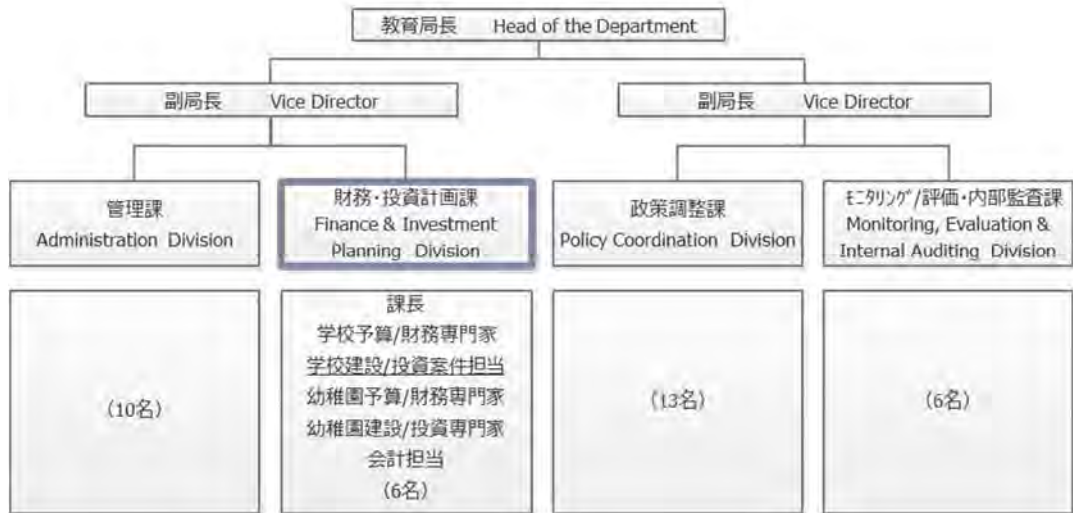 教育局長 Head of the Department
副局長 Vice Director
副局長 Vice Director
管理課
Administration Division
財務・投資計画課
Finance & Investment
Planning Division
政策調整課
Policy Coordination Division
ﾓﾆﾀﾘﾝｸﾞ/評価・内部監査課
Monitoring, Evaluation &
Internal Auditing Division
(10名)
課長
学校予算/財務専門家
学校建設/投資案件担当
幼稚園予算/財務専門家
幼稚園建設/投資専門家
会計担当
(6名)
(13名)
(6名)